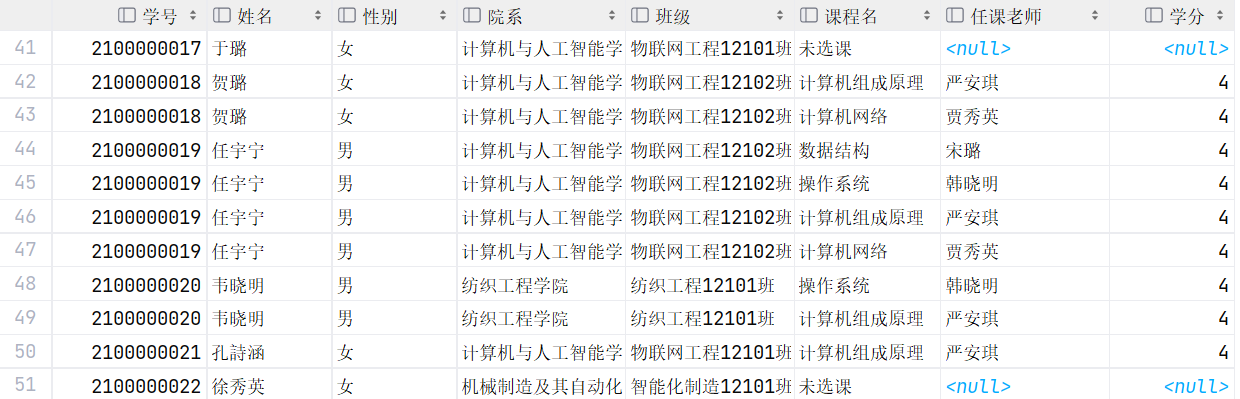 学号 姓名 性别 院系 班级 课程名 任课老师 学分
41 2100000017 于璐 女 计算机与人工智能学 物联网工程12101班 未选课 <null> <null>
42 2100000018 贺璐 女 计算机与人工智能学 物联网工程12102班 计算机组成原理 严安琪 4
43 2100000018 贺璐 女 计算机与人工智能学 物联网工程12102班 计算机网络 贾秀英 4
44 2100000019 任宇宁 男 计算机与人工智能学 物联网工程12102班 数据结构 宋璐 4
45 2100000019 任宇宁 男 计算机与人工智能学 物联网工程12102班 操作系统 韩晓明 4
46 2100000019 任宇宁 男 计算机与人工智能学 物联网工程12102班 计算机组成原理 严安琪 4
47 2100000019 任宇宁 男 计算机与人工智能学 物联网工程12102班 计算机网络 贾秀英 4
48 2100000020 韦晓明 男 纺织工程学院 纺织工程12101班 操作系统 韩晓明 4
49 2100000020 韦晓明 男 纺织工程学院 纺织工程12101班 计算机组成原理 严安琪 4
50 2100000021 孔詩涵 女 计算机与人工智能学 物联网工程12101班 计算机组成原理 严安琪 4
51 2100000022 徐秀英 女 机械制造及其自动化 智能化制造12101班 未选课 <null> <null>